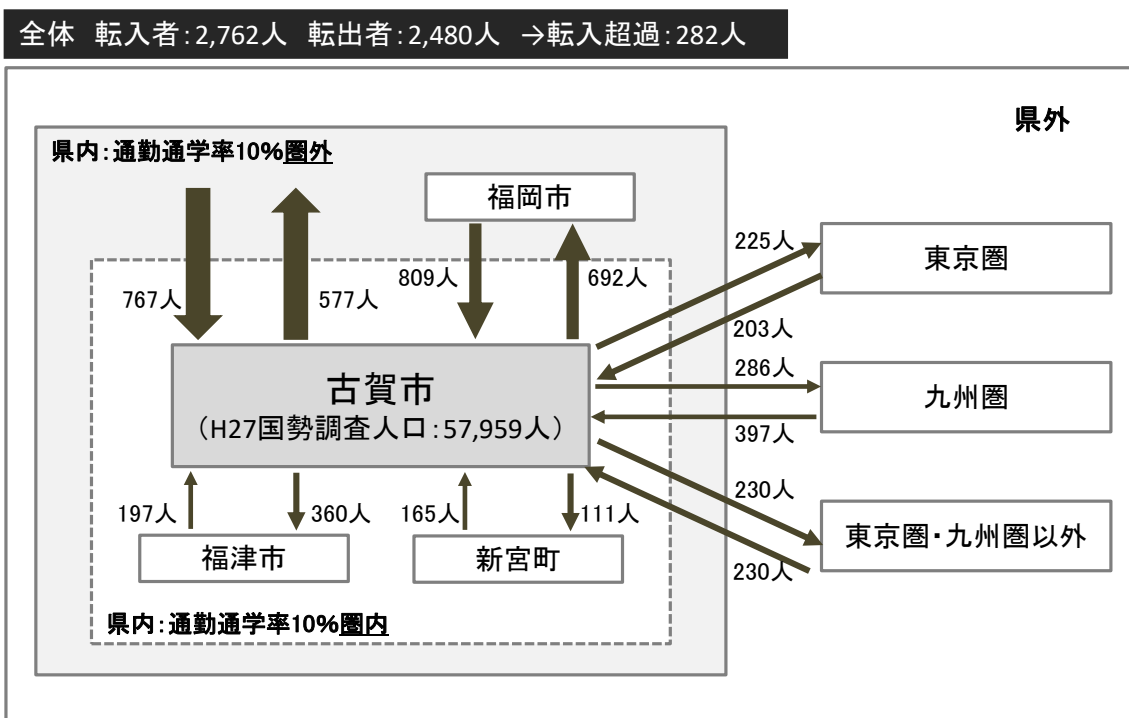 全体　転入者：2,762人　転出者：2,480人　→転入超過：282人
県外
県内：通勤通学率10%圏外
福岡市
767人
577人
809人
692人
225人
東京圏
203人
古賀市
（H27国勢調査人口：57,959人）
286人
九州圏
397人
197人
360人
165人
111人
福津市
新宮町
230人
東京圏・九州圏以外
230人
県内：通勤通学率10%圏内